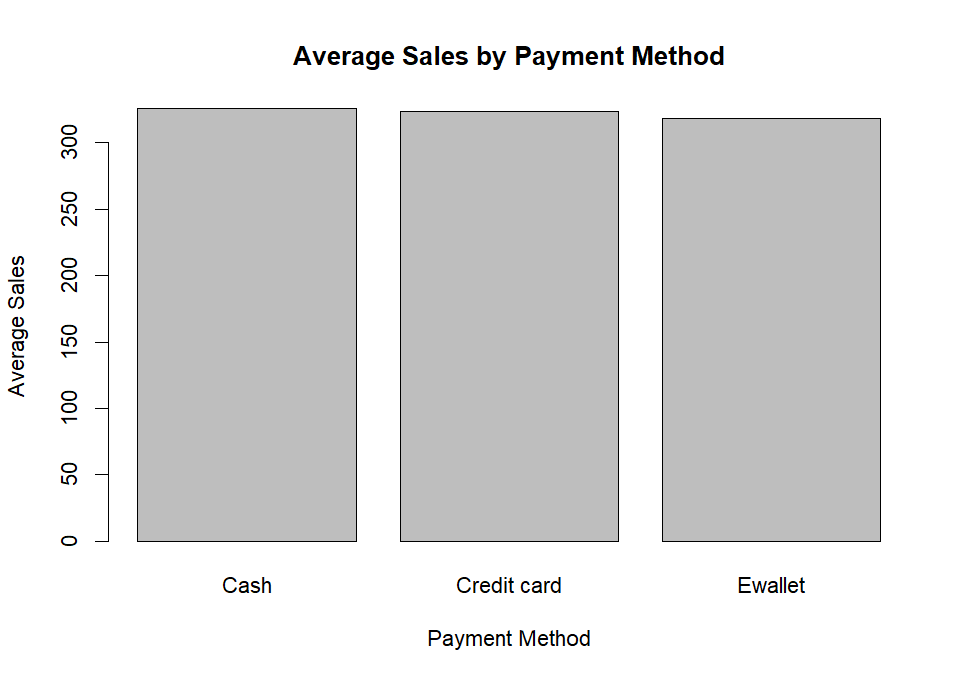 Average Sales by Payment Method
Average Sales
300
250
200
150
100
50
0
Cash
Credit card
Ewallet
Payment Method